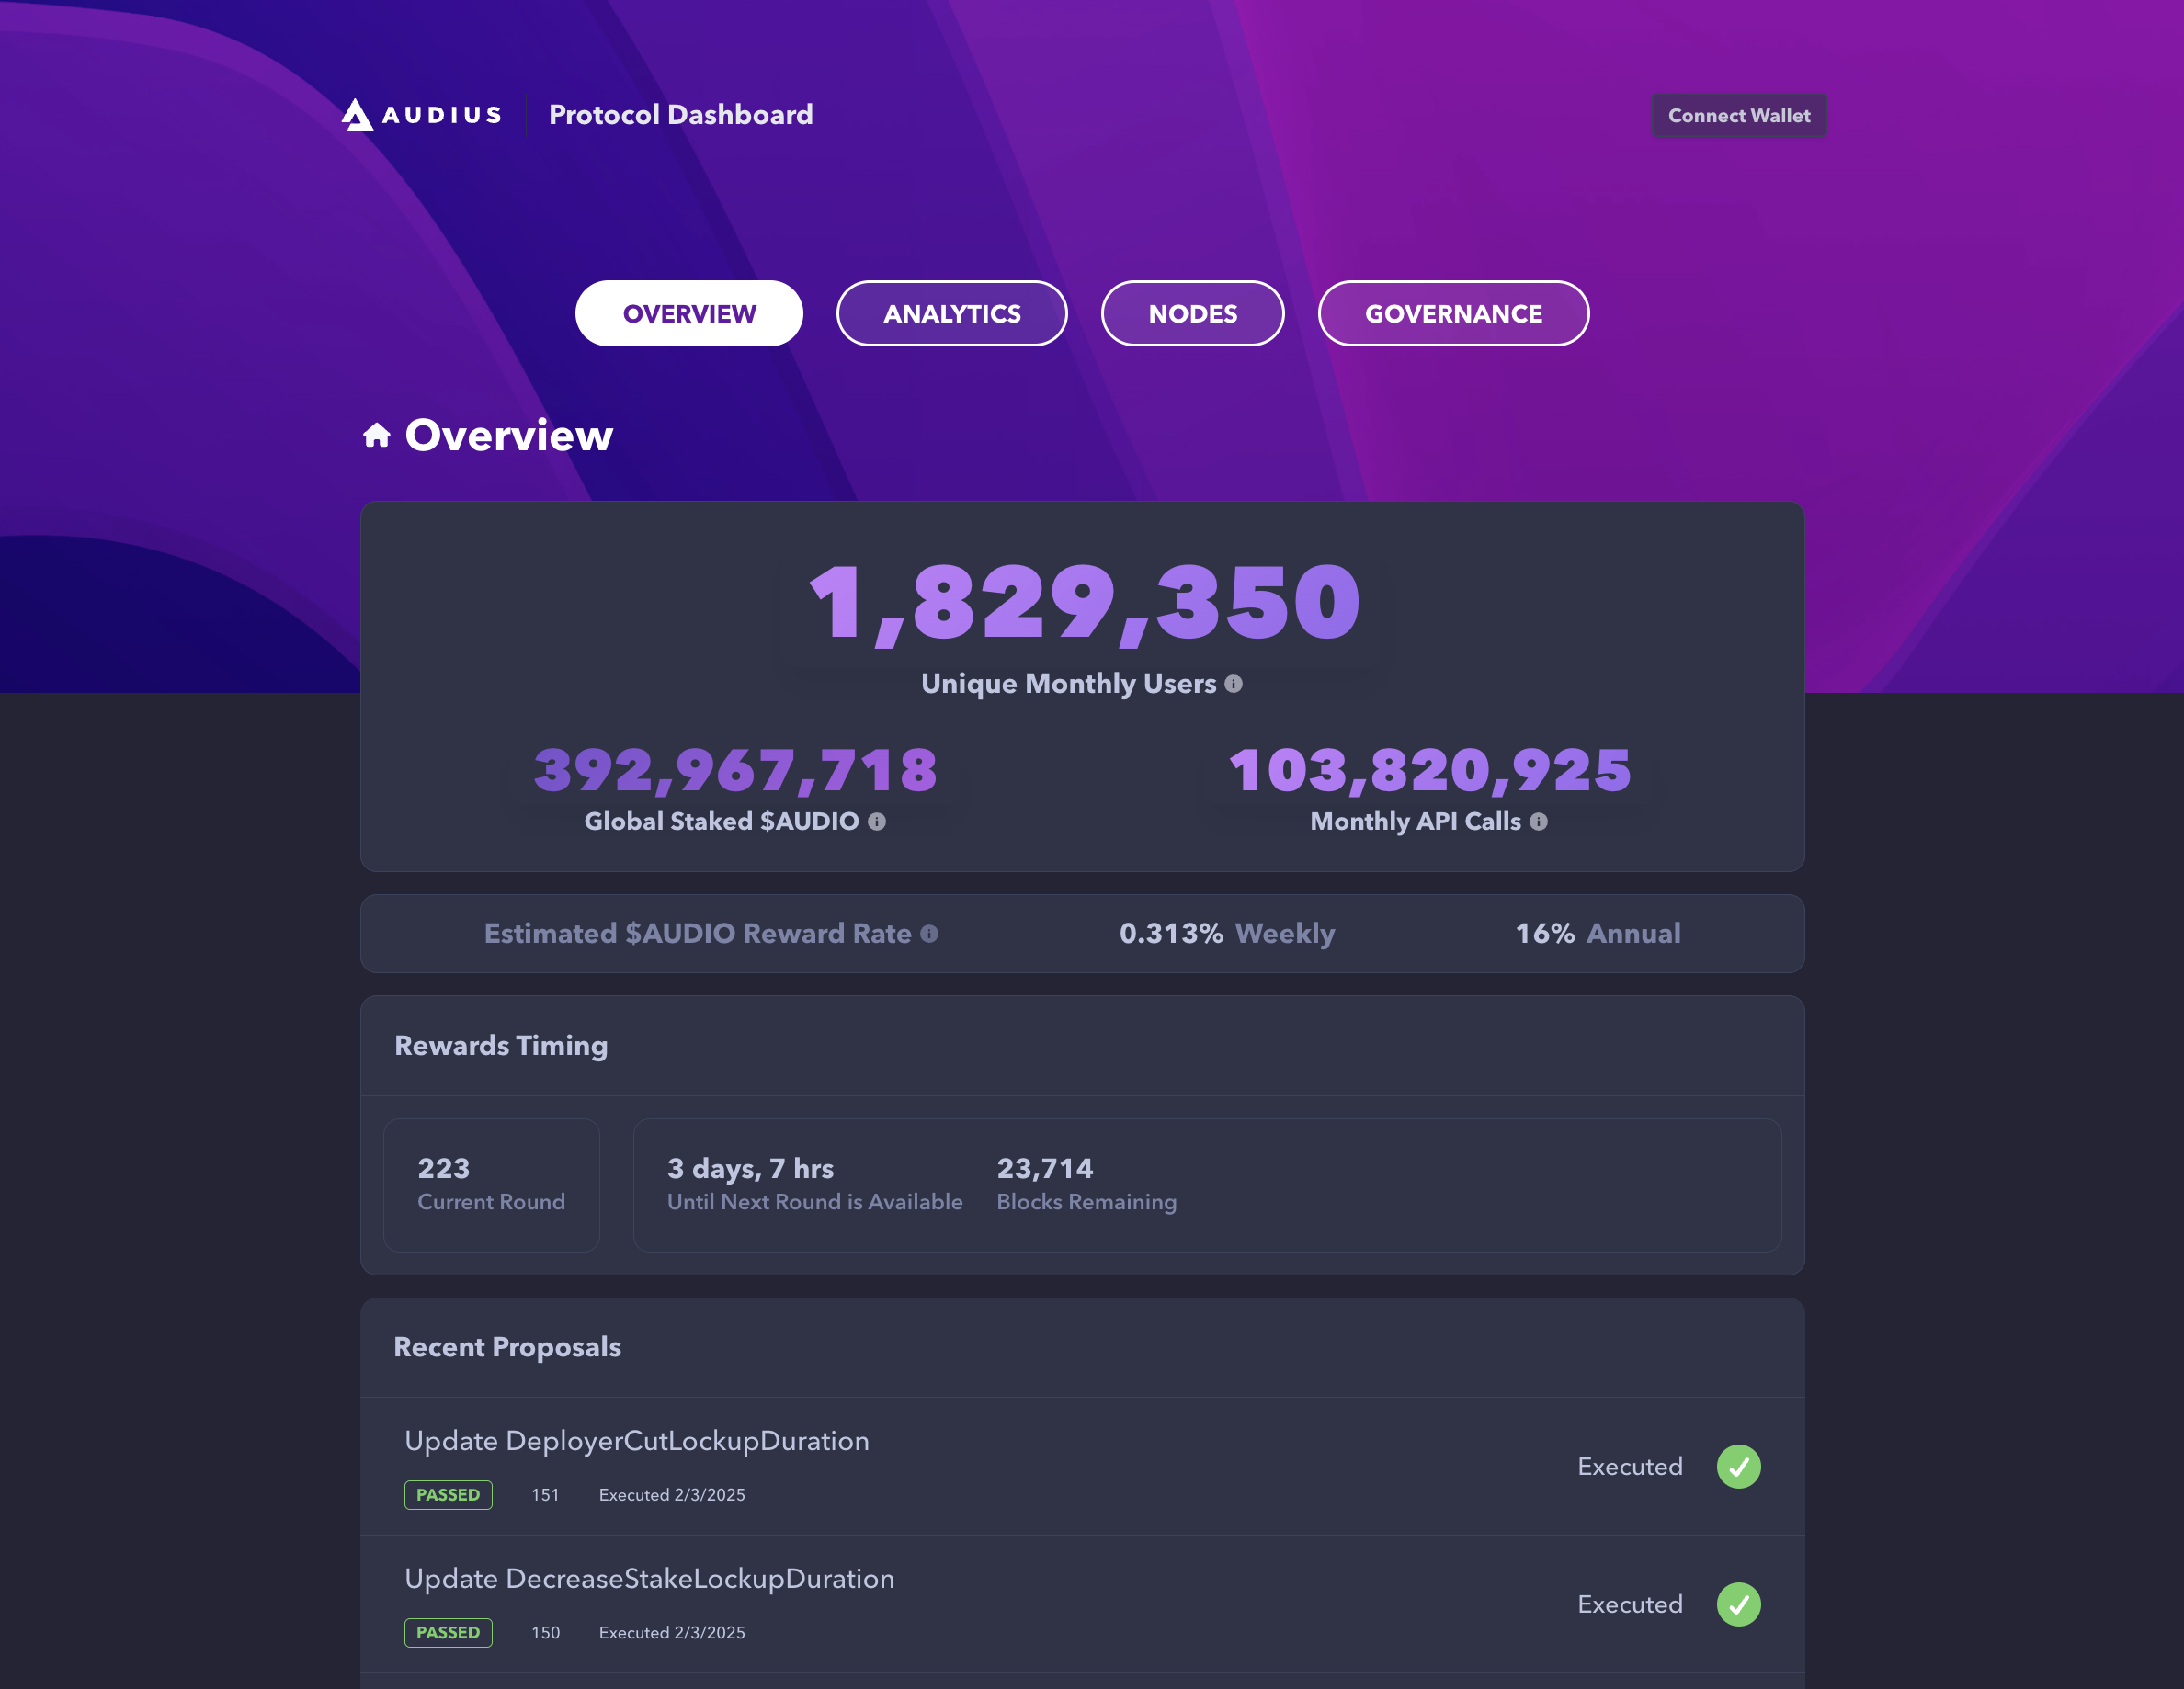 AUDIUS
Protocol Dashboard
Connect Wallet
OVERVIEW
ANALYTICS
NODES
GOVERNANCE
Overview
1,829,350
Unique Monthly Users
392,967,718
Global Staked $AUDIO
103,820,925
Monthly API Calls
Estimated $AUDIO Reward Rate
0.313% Weekly
16% Annual
Rewards Timing
223
Current Round
3 days, 7 hrs
Until Next Round is Available
23,714
Blocks Remaining
Recent Proposals
Update DeployerCutLockupDuration
PASSED 151 Executed 2/3/2025
Executed
Update DecreaseStakeLockupDuration
PASSED 150 Executed 2/3/2025
Executed